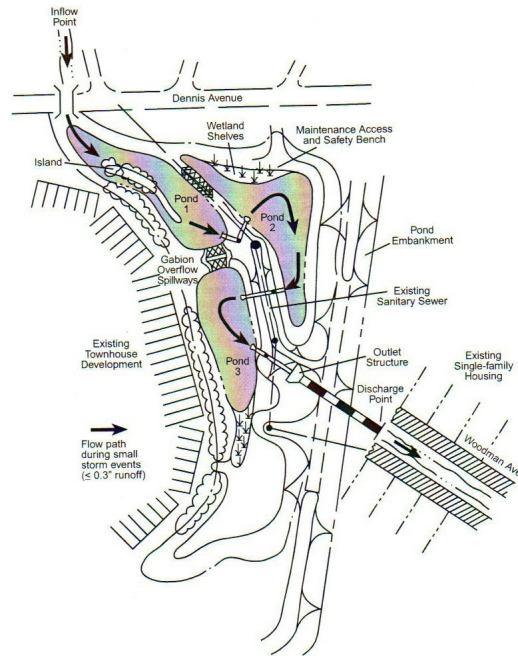 Inflow
Point
Dennis Avenue
Wetland
Shelves
Maintenance Access
and Safety Bench
Island
Pond
1
Pond
2
Pond
Embankment
Gabion
Overflow
Spillways
Existing
Sanitary Sewer
Existing
Townhouse
Development
Pond
3
Outlet
Structure
Existing
Single-family
Housing
Discharge
Point
Woodman Ave
Flow path
during small
storm events
(≤ 0.3" runoff)